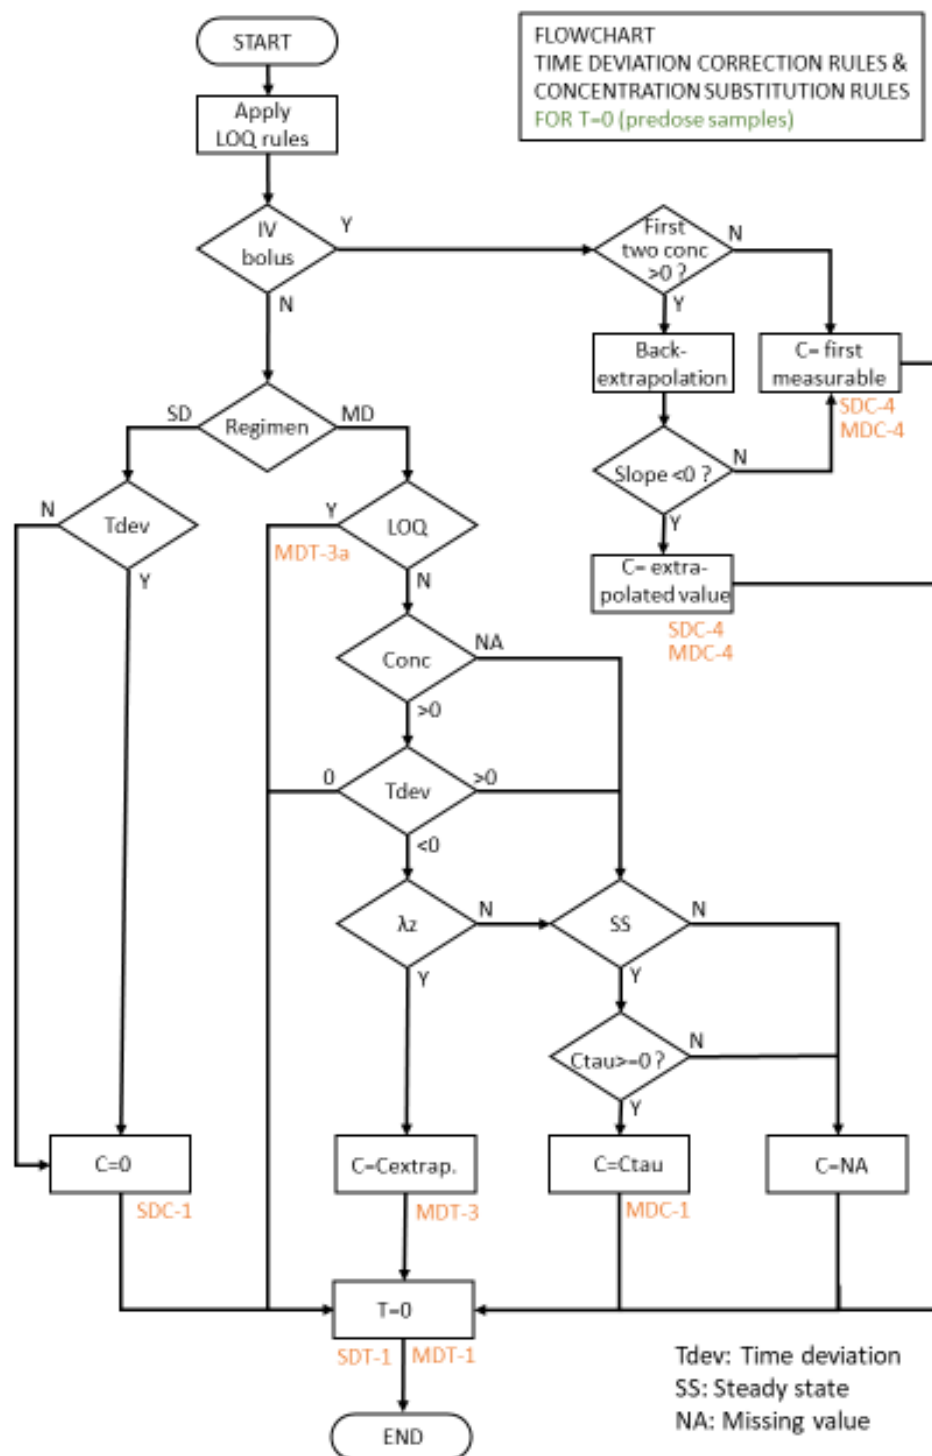 START
FLOWCHART
TIME DEVIATION CORRECTION RULES &
CONCENTRATION SUBSTITUTION RULES
FOR T=0 (predose samples)
Apply
LOQ rules
IV
bolus
Y
N
First
two conc
>0 ?
N
Y
Back-
extrapolation
C= first
measurable
SDC-4
MDC-4
Slope <0 ?
N
Y
C= extra-
polated value
SDC-4
MDC-4
SD
Regimen
MD
N
Tdev
Y
Y
LOQ
MDT-3a
N
Conc
NA
>0
0
Tdev
>0
<0
λz
N
Y
SS
N
Y
Ctau>=0 ?
N
Y
C=0
SDC-1
C=Cextrap.
MDT-3
C=Ctau
MDC-1
C=NA
T=0
SDT-1
MDT-1
END
Tdev: Time deviation
SS: Steady state
NA: Missing value